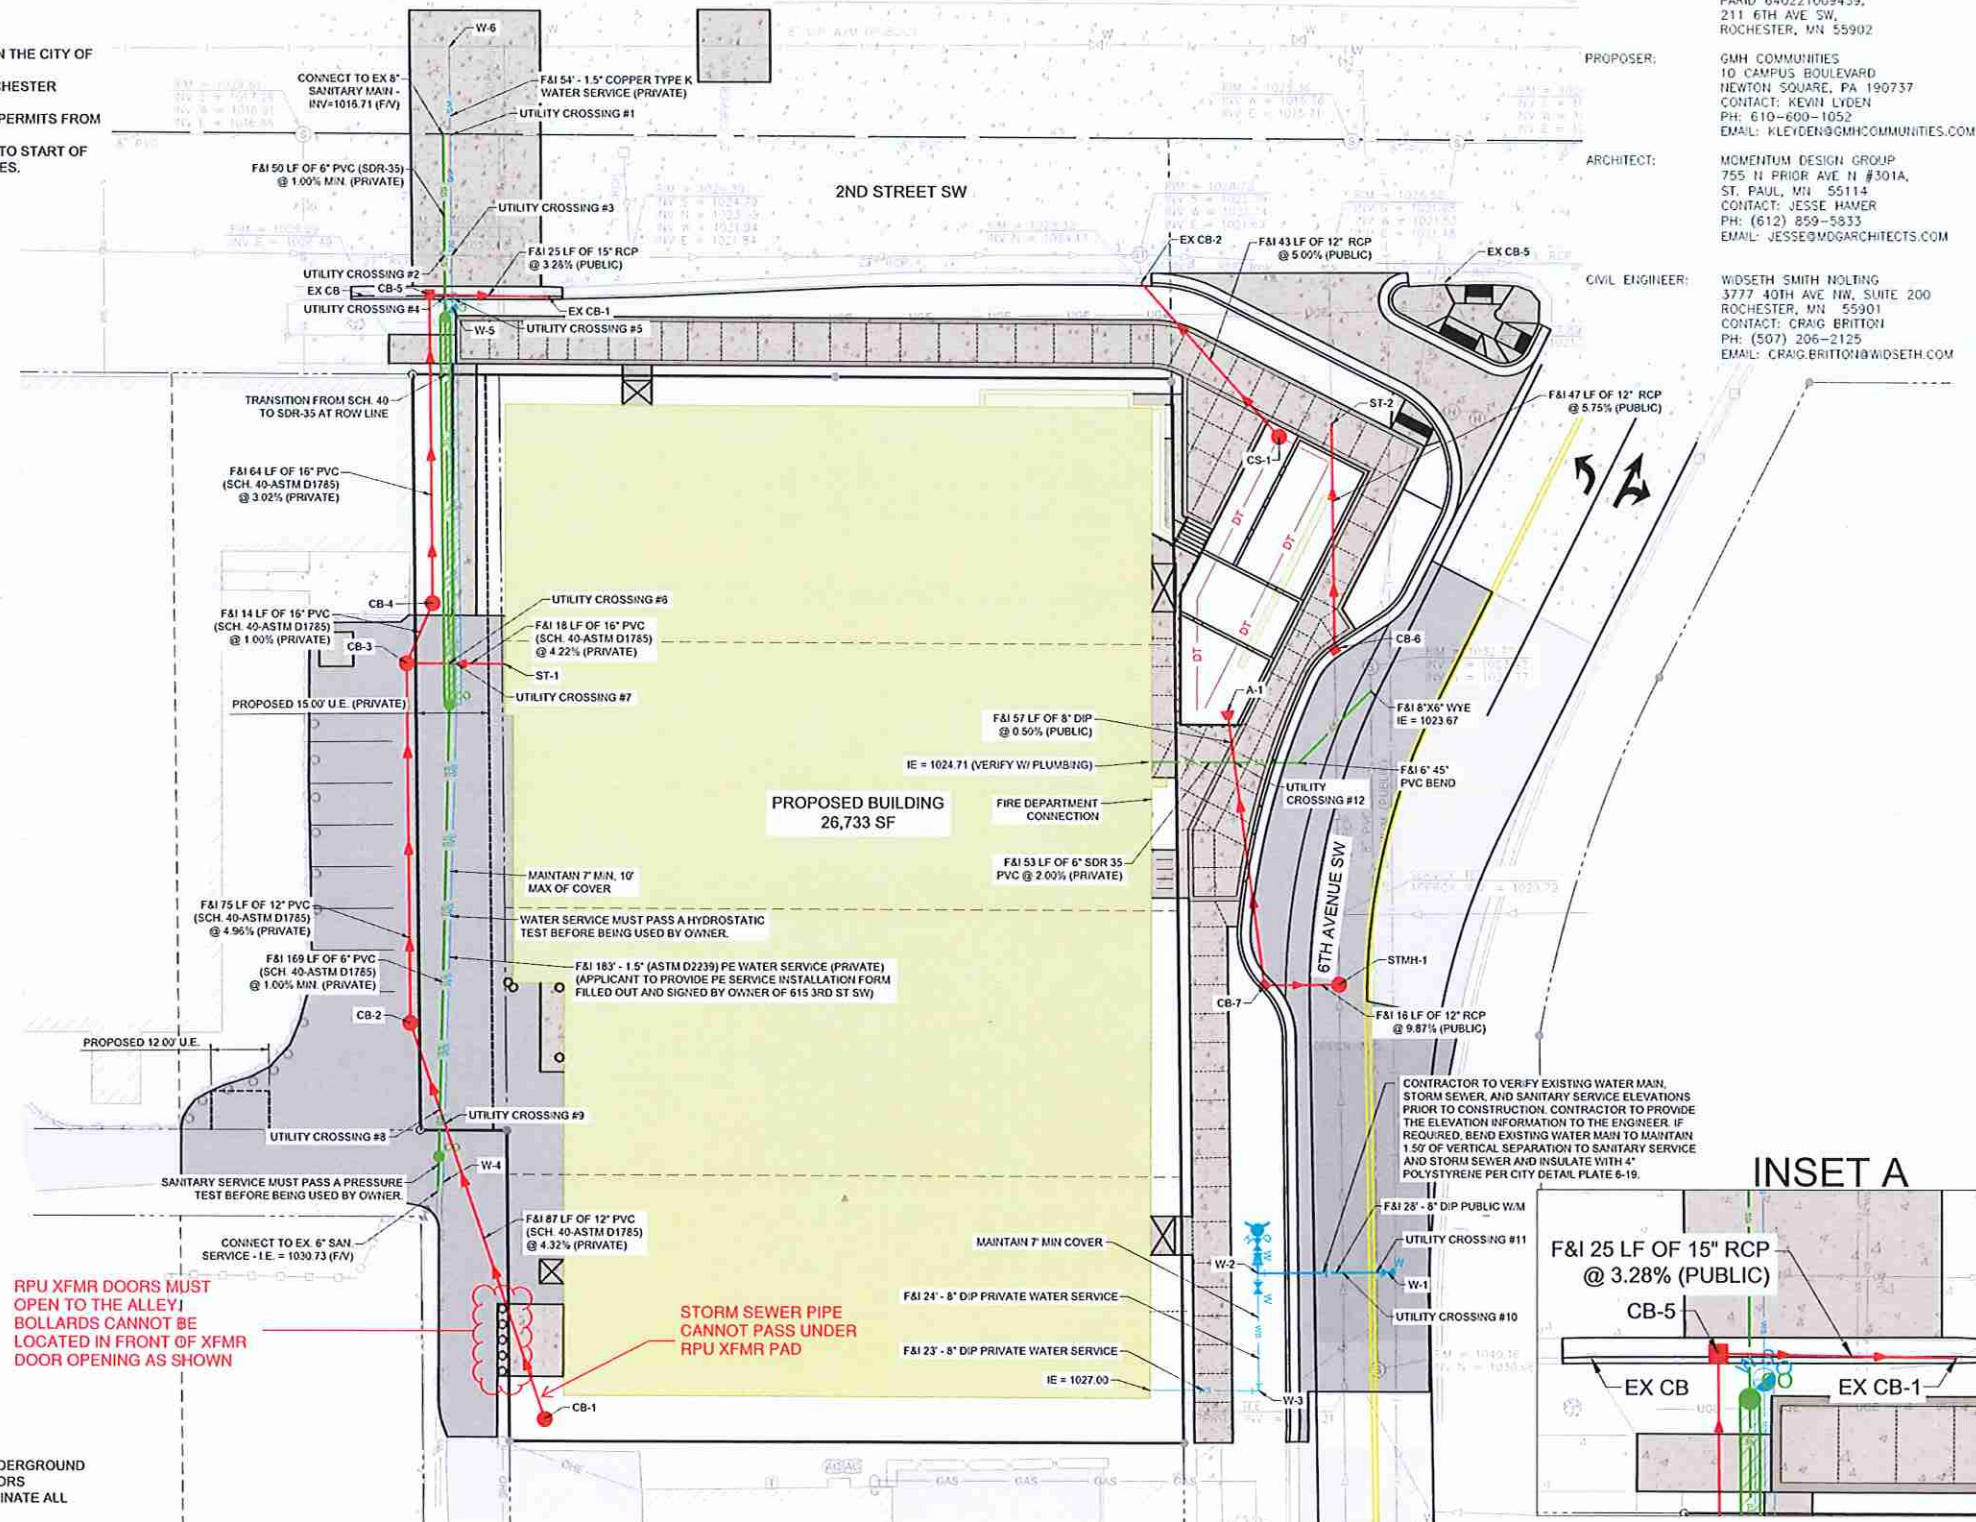 N THE CITY OF
HESTER
PERMITS FROM
TO START OF
ES.
W-6
CONNECT TO EX 8"
SANITARY MAIN -
INV=1016.71 (F/V)
F&I 54' - 1.5" COPPER TYPE K
WATER SERVICE (PRIVATE)
UTILITY CROSSING #1
F&I 50 LF OF 6" PVC (SDR-35)
@ 1.00% MIN. (PRIVATE)
UTILITY CROSSING #3
2ND STREET SW
UTILITY CROSSING #2
F&I 25 LF OF 15" RCP
@ 3.28% (PUBLIC)
EX CB
CB-5
UTILITY CROSSING #4
EX CB-1
W-5
UTILITY CROSSING #5
EX CB-2
F&I 43 LF OF 12" RCP
@ 5.00% (PUBLIC)
EX CB-5
211 6TH AVE SW,
ROCHESTER, MN 55902
PROPOSER:
GMH COMMUNITIES
10 CAMPUS BOULEVARD
NEWTON SQUARE, PA 190737
CONTACT: KEVIN LYDEN
PH: 610-600-1052
EMAIL: KLEYDEN@GMHCOMMUNITIES.COM
ARCHITECT:
MOMENTUM DESIGN GROUP
755 N PRIOR AVE N #301A,
ST. PAUL, MN 55114
CONTACT: JESSE HAMER
PH: (612) 859-5833
EMAIL: JESSE@MDGARCHITECTS.COM
CIVIL ENGINEER:
WIDSETH SMITH NOLTING
3777 40TH AVE NW, SUITE 200
ROCHESTER, MN 55901
CONTACT: CRAIG BRITTON
PH: (507) 206-2125
EMAIL: CRAIG.BRITTON@WIDSETH.COM
TRANSITION FROM SCH. 40
TO SDR-35 AT ROW LINE
ST-2
F&I 47 LF OF 12" RCP
@ 5.75% (PUBLIC)
CS-1
F&I 64 LF OF 16" PVC
(SCH. 40-ASTM D1785)
@ 3.02% (PRIVATE)
DT
DT
DT
DT
CB-4
UTILITY CROSSING #6
F&I 14 LF OF 16" PVC
(SCH. 40-ASTM D1785)
@ 1.00% (PRIVATE)
CB-3
F&I 18 LF OF 16" PVC
(SCH. 40-ASTM D1785)
@ 4.22% (PRIVATE)
ST-1
UTILITY CROSSING #7
PROPOSED 15.00' U.E. (PRIVATE)
CB-6
A-1
F&I 57 LF OF 8" DIP
@ 0.50% (PUBLIC)
F&I 8"X6" WYE
IE = 1023.67
IE = 1024.71 (VERIFY W/ PLUMBING)
F&I 6" 45°
PVC BEND
UTILITY
CROSSING #12
PROPOSED BUILDING
26,733 SF
FIRE DEPARTMENT
CONNECTION
F&I 53 LF OF 6" SDR 35
PVC @ 2.00% (PRIVATE)
6TH AVENUE SW
MAINTAIN 7' MIN, 10'
MAX OF COVER
F&I 75 LF OF 12" PVC
(SCH. 40-ASTM D1785)
@ 4.96% (PRIVATE)
WATER SERVICE MUST PASS A HYDROSTATIC
TEST BEFORE BEING USED BY OWNER.
F&I 169 LF OF 6" PVC
(SCH. 40-ASTM D1785)
@ 1.00% MIN. (PRIVATE)
F&I 183' - 1.5" (ASTM D2239) PE WATER SERVICE (PRIVATE)
(APPLICANT TO PROVIDE PE SERVICE INSTALLATION FORM
FILLED OUT AND SIGNED BY OWNER OF 615 3RD ST SW)
STMH-1
CB-7
F&I 16 LF OF 12" RCP
@ 9.87% (PUBLIC)
CB-2
PROPOSED 12.00' U.E.
CONTRACTOR TO VERIFY EXISTING WATER MAIN,
STORM SEWER, AND SANITARY SERVICE ELEVATIONS
PRIOR TO CONSTRUCTION. CONTRACTOR TO PROVIDE
THE ELEVATION INFORMATION TO THE ENGINEER. IF
REQUIRED, BEND EXISTING WATER MAIN TO MAINTAIN
1.50' OF VERTICAL SEPARATION TO SANITARY SERVICE
AND STORM SEWER AND INSULATE WITH 4"
POLYSTYRENE PER CITY DETAIL PLATE 6-19.
UTILITY CROSSING #9
UTILITY CROSSING #8
W-4
SANITARY SERVICE MUST PASS A PRESSURE
TEST BEFORE BEING USED BY OWNER.
F&I 87 LF OF 12" PVC
(SCH. 40-ASTM D1785)
@ 4.32% (PRIVATE)
CONNECT TO EX. 6" SAN.
SERVICE - I.E. = 1030.73 (F/V)
F&I 28' - 8" DIP PUBLIC W/M
UTILITY CROSSING #11
MAINTAIN 7' MIN COVER
W-2
W-1
F&I 24' - 8" DIP PRIVATE WATER SERVICE
UTILITY CROSSING #10
F&I 23' - 8" DIP PRIVATE WATER SERVICE
IE = 1027.00
W-3
RPU XFMR DOORS MUST
OPEN TO THE ALLEY.
BOLLARDS CANNOT BE
LOCATED IN FRONT OF XFMR
DOOR OPENING AS SHOWN
STORM SEWER PIPE
CANNOT PASS UNDER
RPU XFMR PAD
CB-1
GAS GAS GAS GAS
INSET A
F&I 25 LF OF 15" RCP
@ 3.28% (PUBLIC)
CB-5
EX CB
EX CB-1
DERGROUND
ORS
INATE ALL